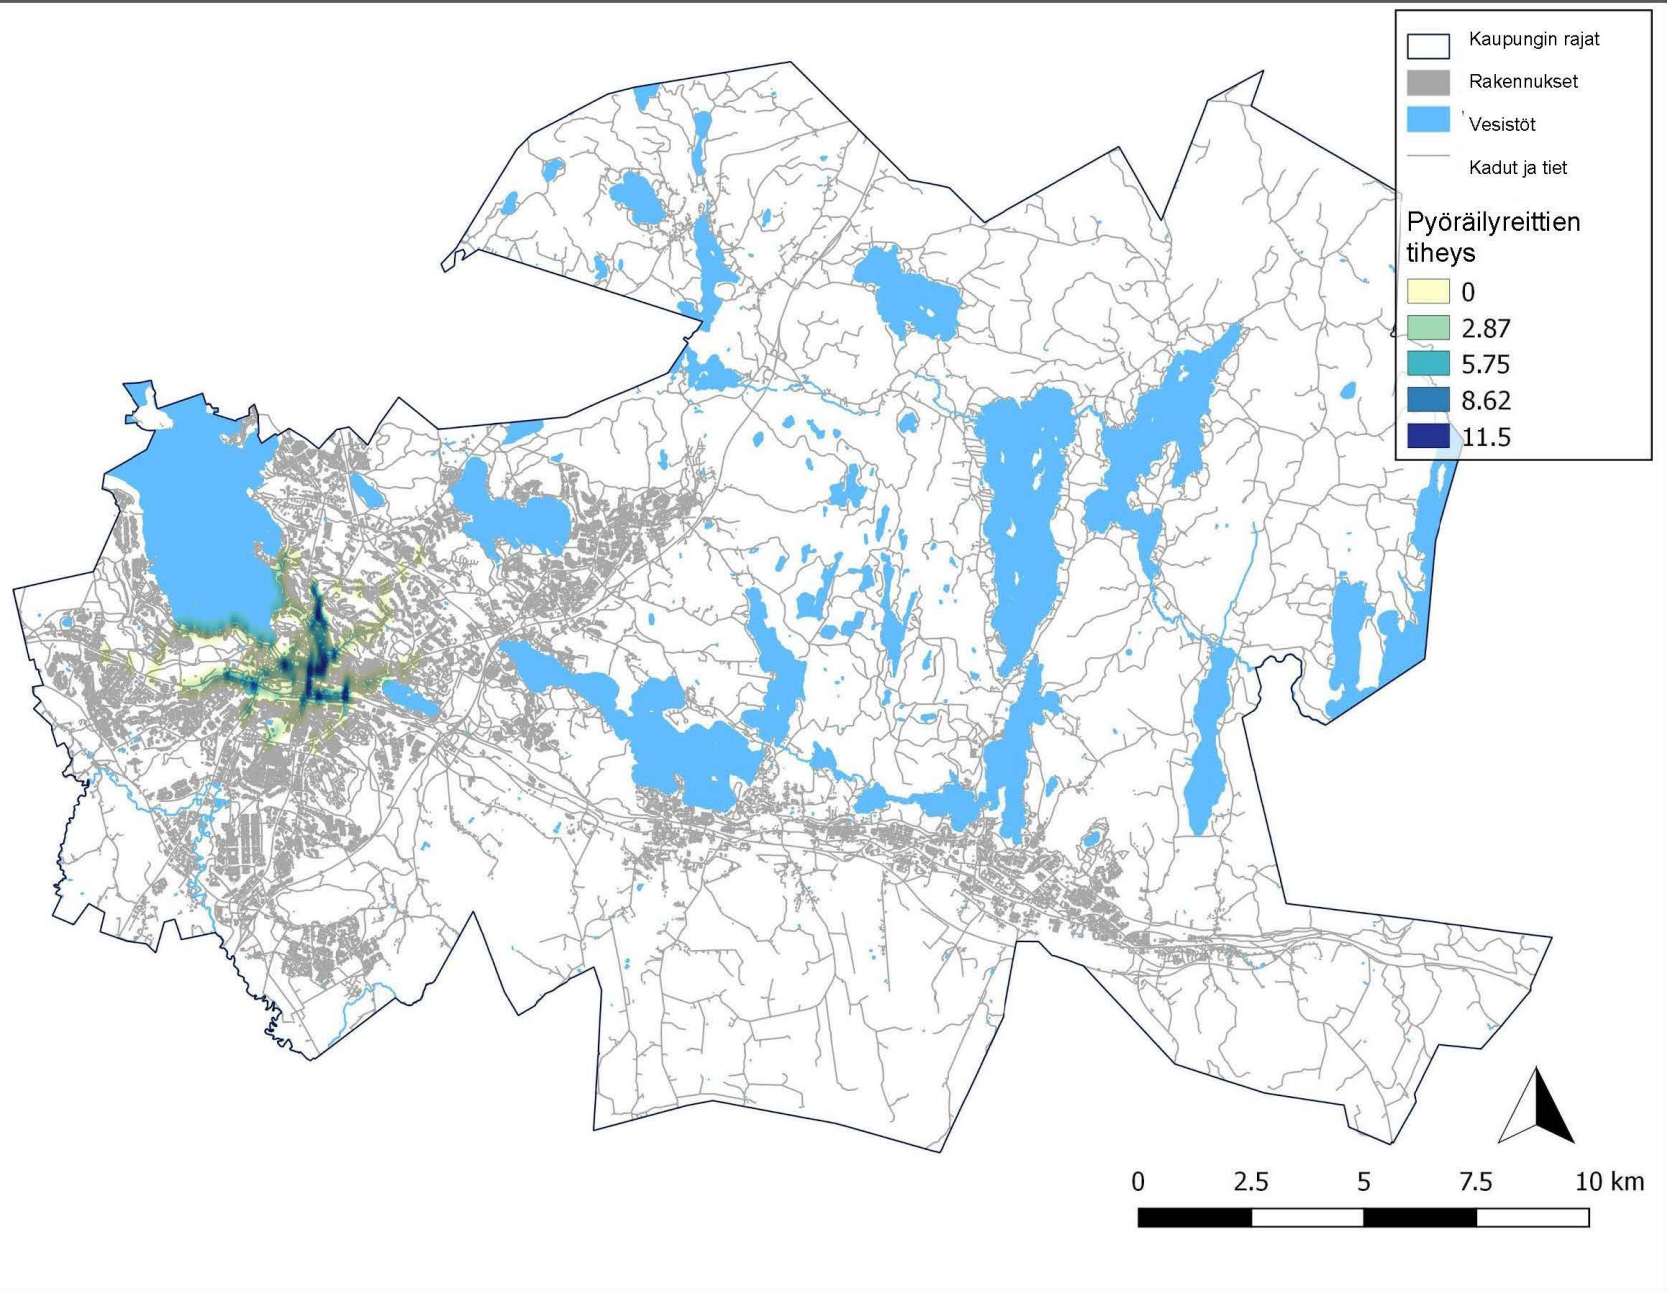 Kaupungin rajat
Rakennukset
Vesistöt
Kadut ja tiet
Pyöräilyreittien
tiheys
0
2.87
5.75
8.62
11.5
0 2.5 5 7.5 10 km